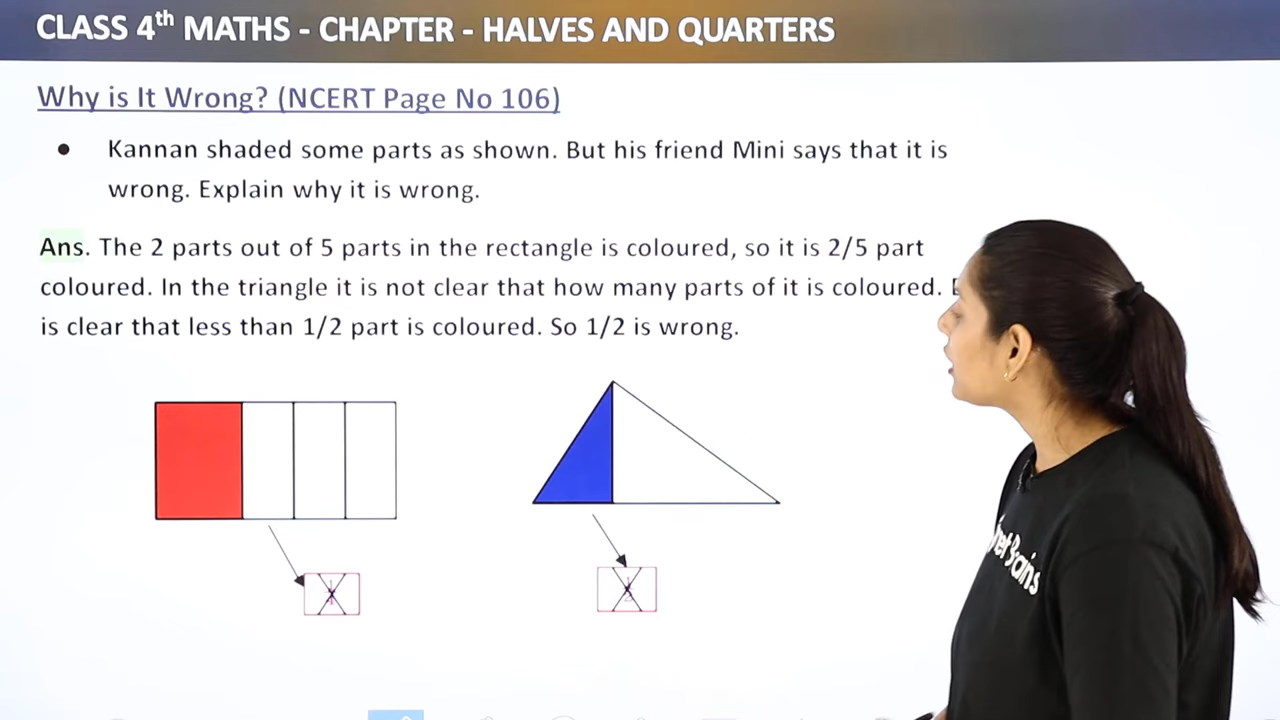 CLASS 4th MATHS - CHAPTER - HALVES AND QUARTERS
Why is It Wrong? (NCERT Page No 106)
● Kannan shaded some parts as shown. But his friend Mini says that it is
wrong. Explain why it is wrong.
Ans. The 2 parts out of 5 parts in the rectangle is coloured, so it is 2/5 part
coloured. In the triangle it is not clear that how many parts of it is coloured.
is clear that less than 1/2 part is coloured. So 1/2 is wrong.